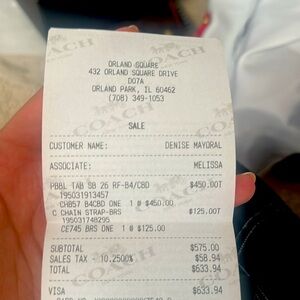 ORLAND SQUARE
432 ORLAND SQUARE DRIVE
D07A
ORLAND PARK, IL 60462
(708) 349-1053
SALE
CUSTOMER NAME: DENISE MAYORAL
ASSOCIATE: MELISSA
PBBL TAB SB 26 RF-B4/CBD $450.00T
195031913457
CH857 B4CBD ONE 1 @ $450.00
C CHAIN STRAP-BRS $125.00T
195031748295
CE745 BRS ONE 1 @ $125.00
SUBTOTAL $575.00
SALES TAX - 10.2500% $58.94
TOTAL $633.94
VISA $633.94